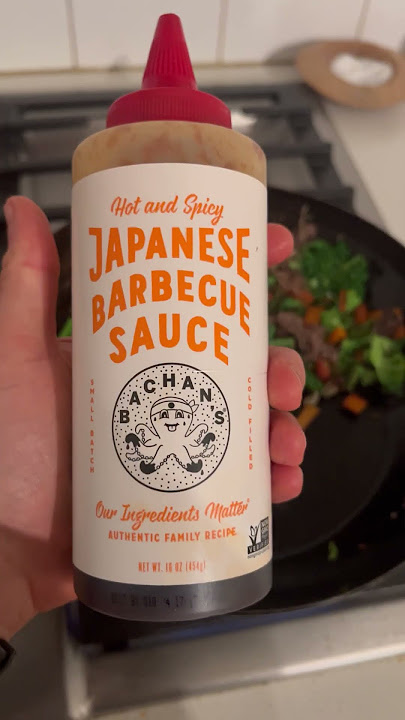 Hot and Spicy
JAPANESE
BARBECUE
SAUCE
BACHAN'S
SMALL BATCH
COLD FILLED
Our Ingredients Matter®
AUTHENTIC FAMILY RECIPE
NET WT. 16 OZ (454g)